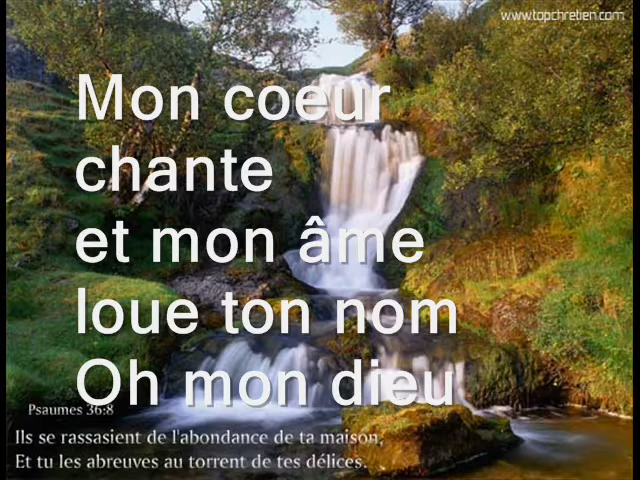 www.topchretien.com
Mon coeur
chante
et mon âme
loue ton nom
Oh mon dieu
Psaumes 36:8
Ils se rassasient de l'abondance de ta maison,
Et tu les abreuves au torrent de tes délices.